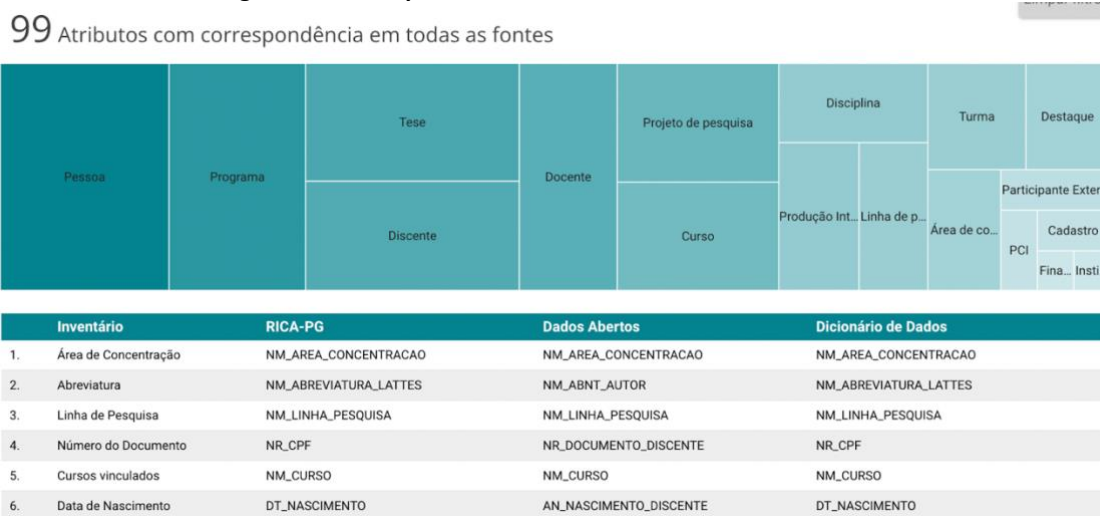 99 Atributos com correspondência em todas as fontes
Pessoa
Programa
Tese
Discente
Docente
Projeto de pesquisa
Curso
Disciplina
Produção Int...
Linha de p...
Turma
Destaque
Área de co...
Participante Exter
PCI
Cadastro
Fina...
Insti
Inventário RICA-PG Dados Abertos Dicionário de Dados
1. Área de Concentração NM_AREA_CONCENTRACAO NM_AREA_CONCENTRACAO NM_AREA_CONCENTRACAO
2. Abreviatura NM_ABREVIATURA_LATTES NM_ABNT_AUTOR NM_ABREVIATURA_LATTES
3. Linha de Pesquisa NM_LINHA_PESQUISA NM_LINHA_PESQUISA NM_LINHA_PESQUISA
4. Número do Documento NR_CPF NR_DOCUMENTO_DISCENTE NR_CPF
5. Cursos vinculados NM_CURSO NM_CURSO NM_CURSO
6. Data de Nascimento DT_NASCIMENTO AN_NASCIMENTO_DISCENTE DT_NASCIMENTO